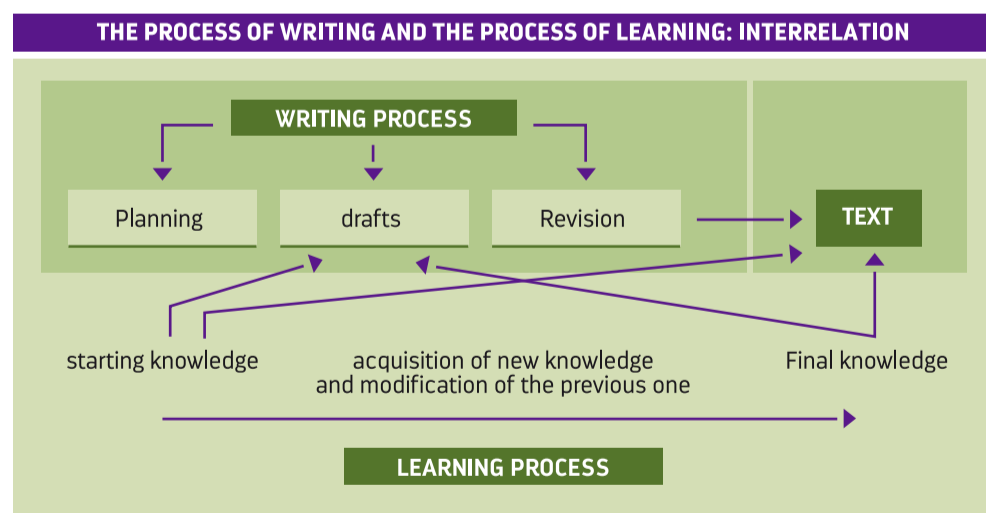 THE PROCESS OF WRITING AND THE PROCESS OF LEARNING: INTERRELATION
WRITING PROCESS
Planning
drafts
Revision
TEXT
starting knowledge
acquisition of new knowledge
and modification of the previous one
Final knowledge
LEARNING PROCESS